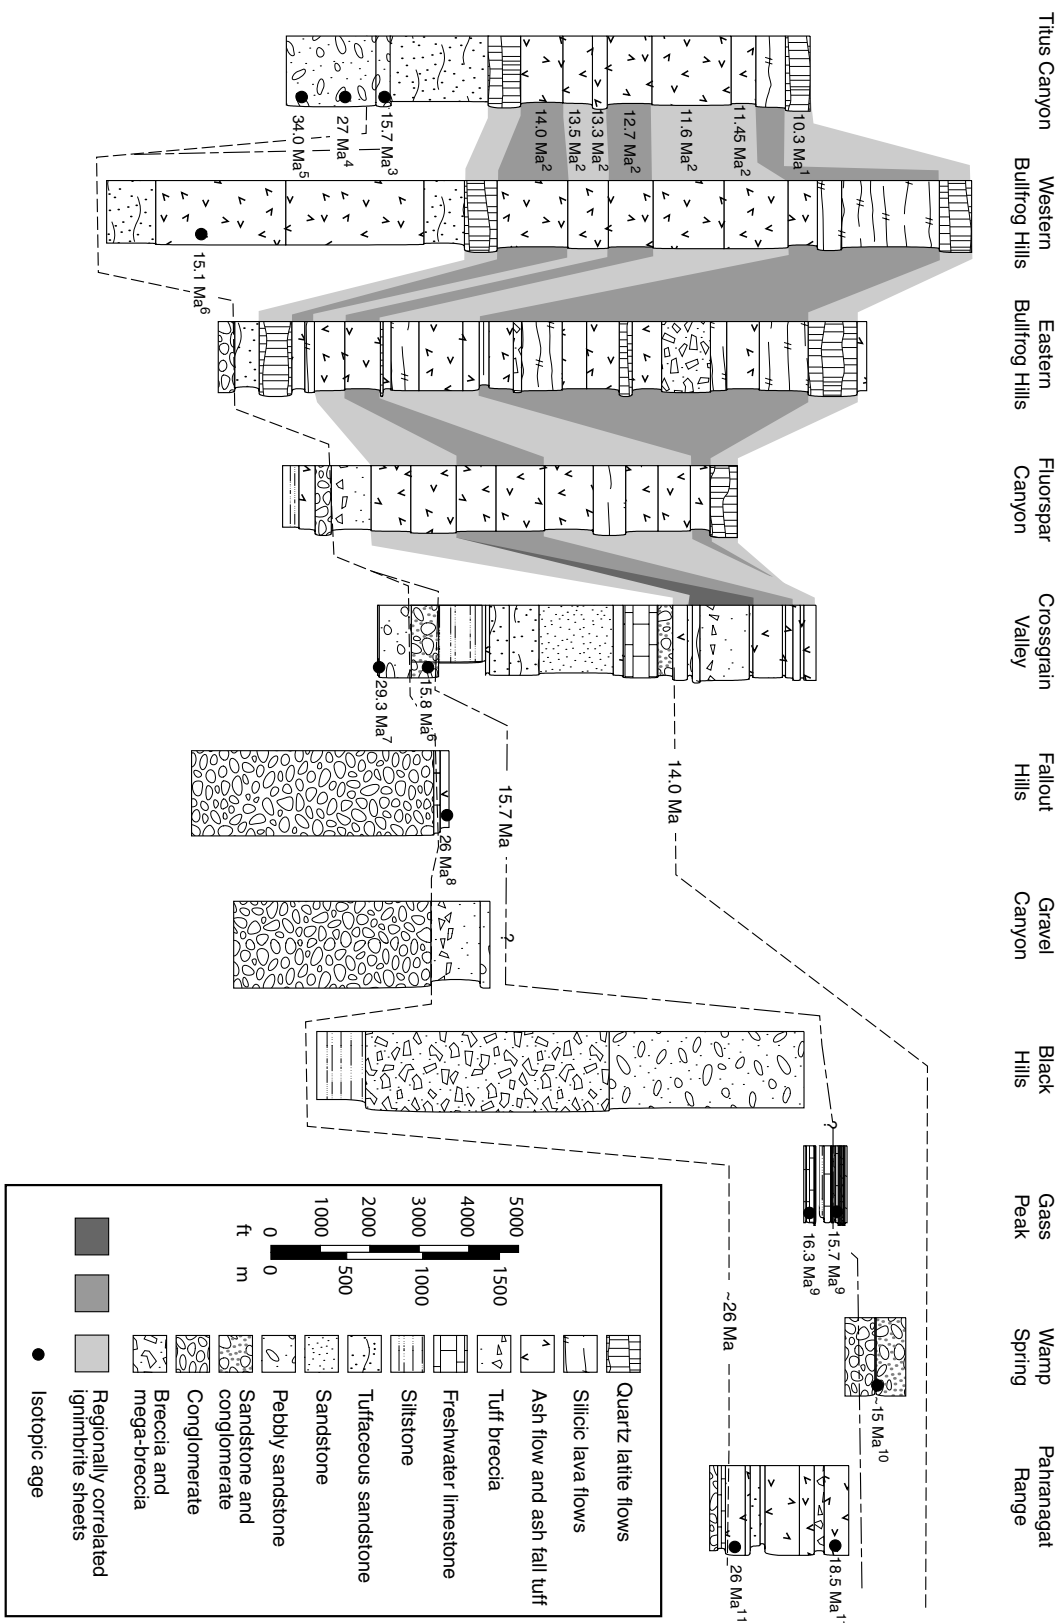 Titus Canyon
Western
Bullfrog Hills
Eastern
Bullfrog Hills
Fluorspar
Canyon
Crossgrain
Valley
Fallout
Hills
Gravel
Canyon
Black
Hills
Gass
Peak
Wamp
Spring
Pahranagat
Range
10.3 Ma1
11.45 Ma2
11.6 Ma2
12.7 Ma2
13.3 Ma2
13.5 Ma2
14.0 Ma2
15.7 Ma3
27 Ma4
34.0 Ma5
15.1 Ma6
15.8 Ma6
29.3 Ma7
14.0 Ma
15.7 Ma
26 Ma8
?
?
15.7 Ma9
16.3 Ma9
~15 Ma10
~26 Ma
18.5 Ma11
26 Ma11
5000
4000
3000
2000
1000
0
ft
1500
1000
500
0
m
Quartz latite flows
Silicic lava flows
Ash flow and ash fall tuff
Tuff breccia
Freshwater limestone
Siltstone
Tuffaceous sandstone
Sandstone
Pebbly sandstone
Sandstone and
conglomerate
Conglomerate
Breccia and
mega-breccia
Regionally correlated
ignimbrite sheets
Isotopic age